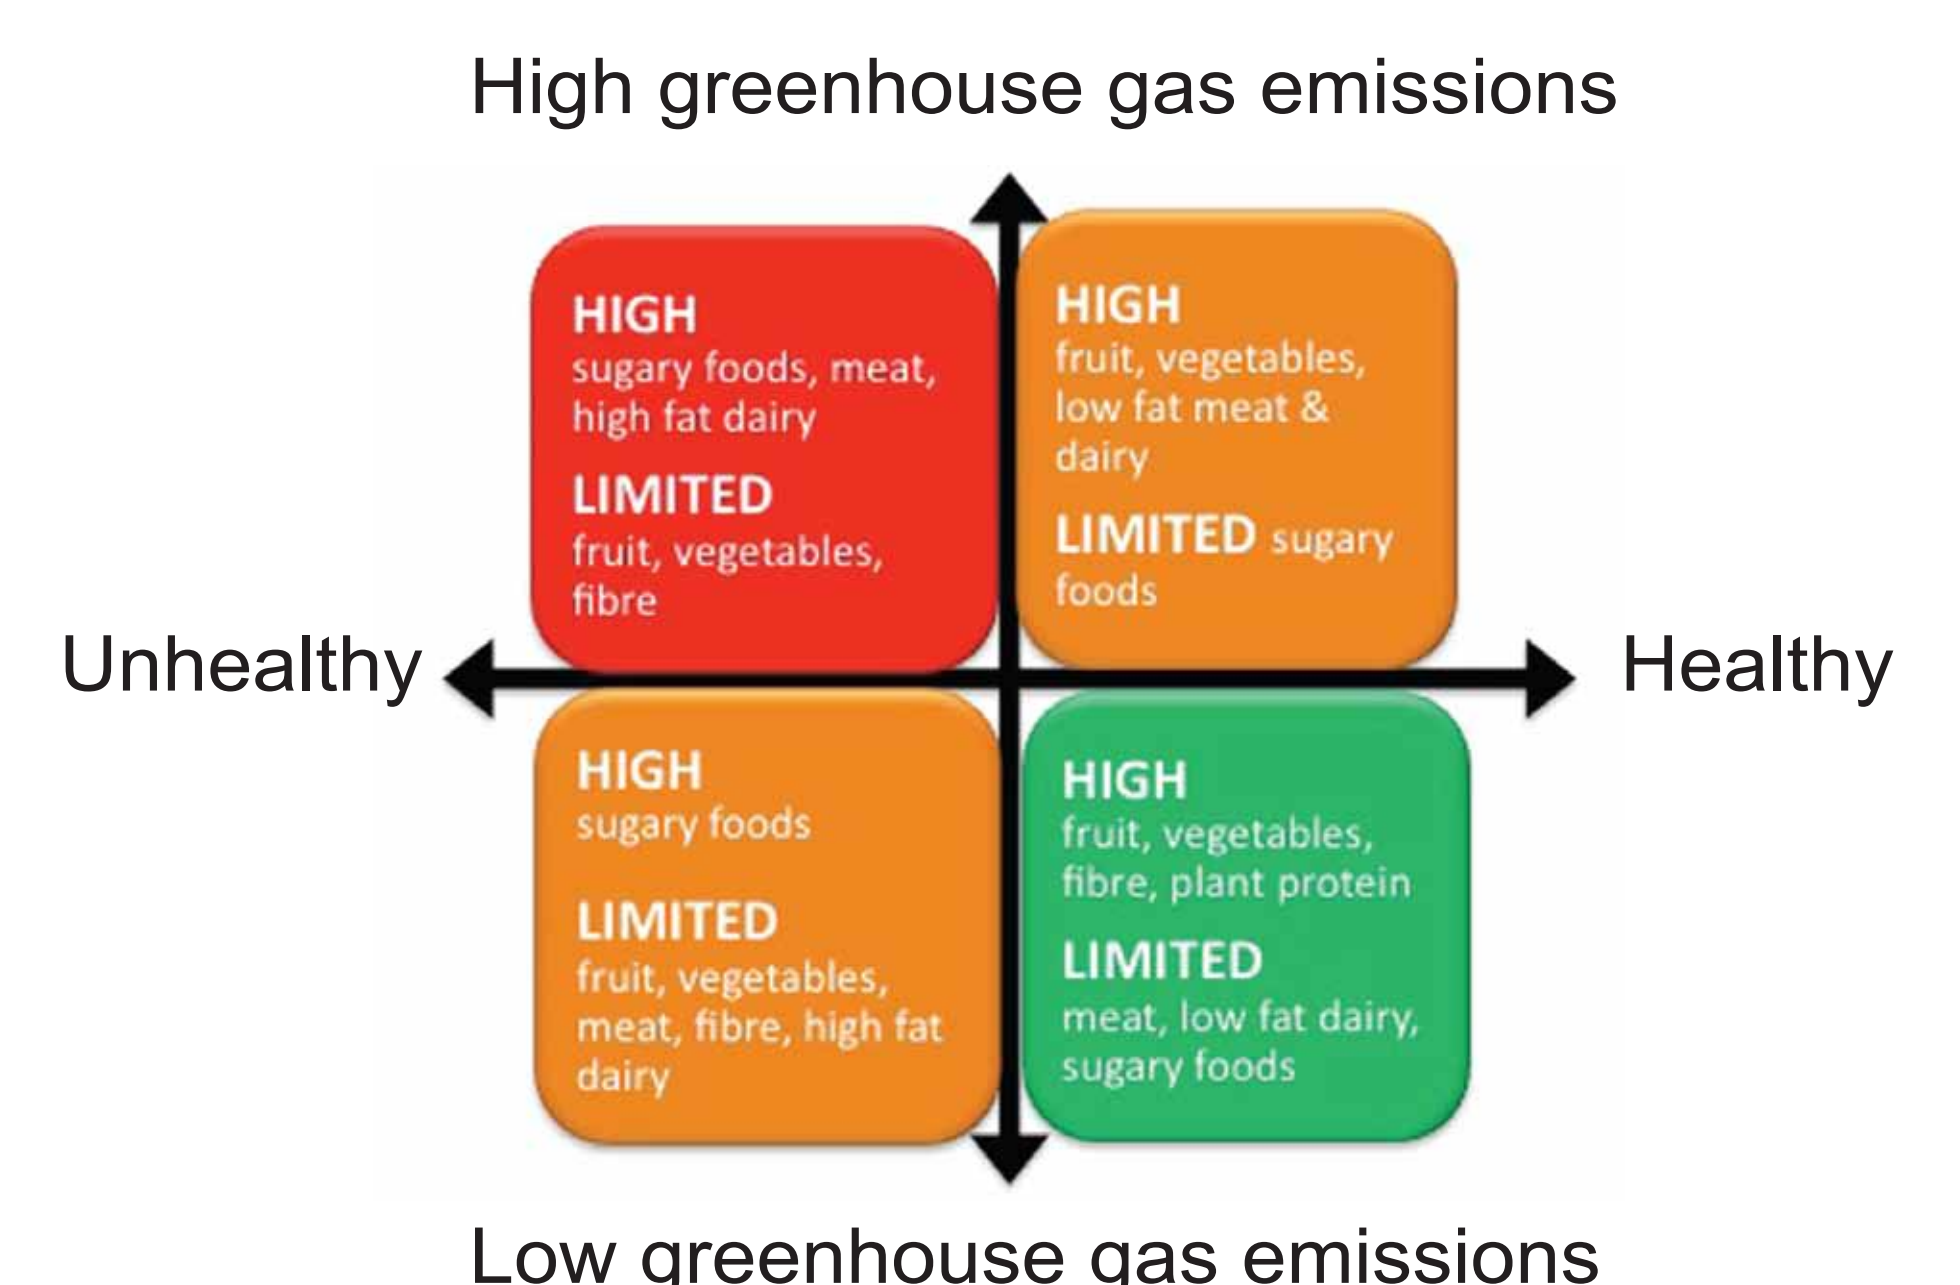 High greenhouse gas emissions
HIGH
sugary foods, meat,
high fat dairy
LIMITED
fruit, vegetables,
fibre
HIGH
fruit, vegetables,
low fat meat &
dairy
LIMITED sugary
foods
Unhealthy
Healthy
HIGH
sugary foods
LIMITED
fruit, vegetables,
meat, fibre, high fat
dairy
HIGH
fruit, vegetables,
fibre, plant protein
LIMITED
meat, low fat dairy,
sugary foods
Low greenhouse gas emissions